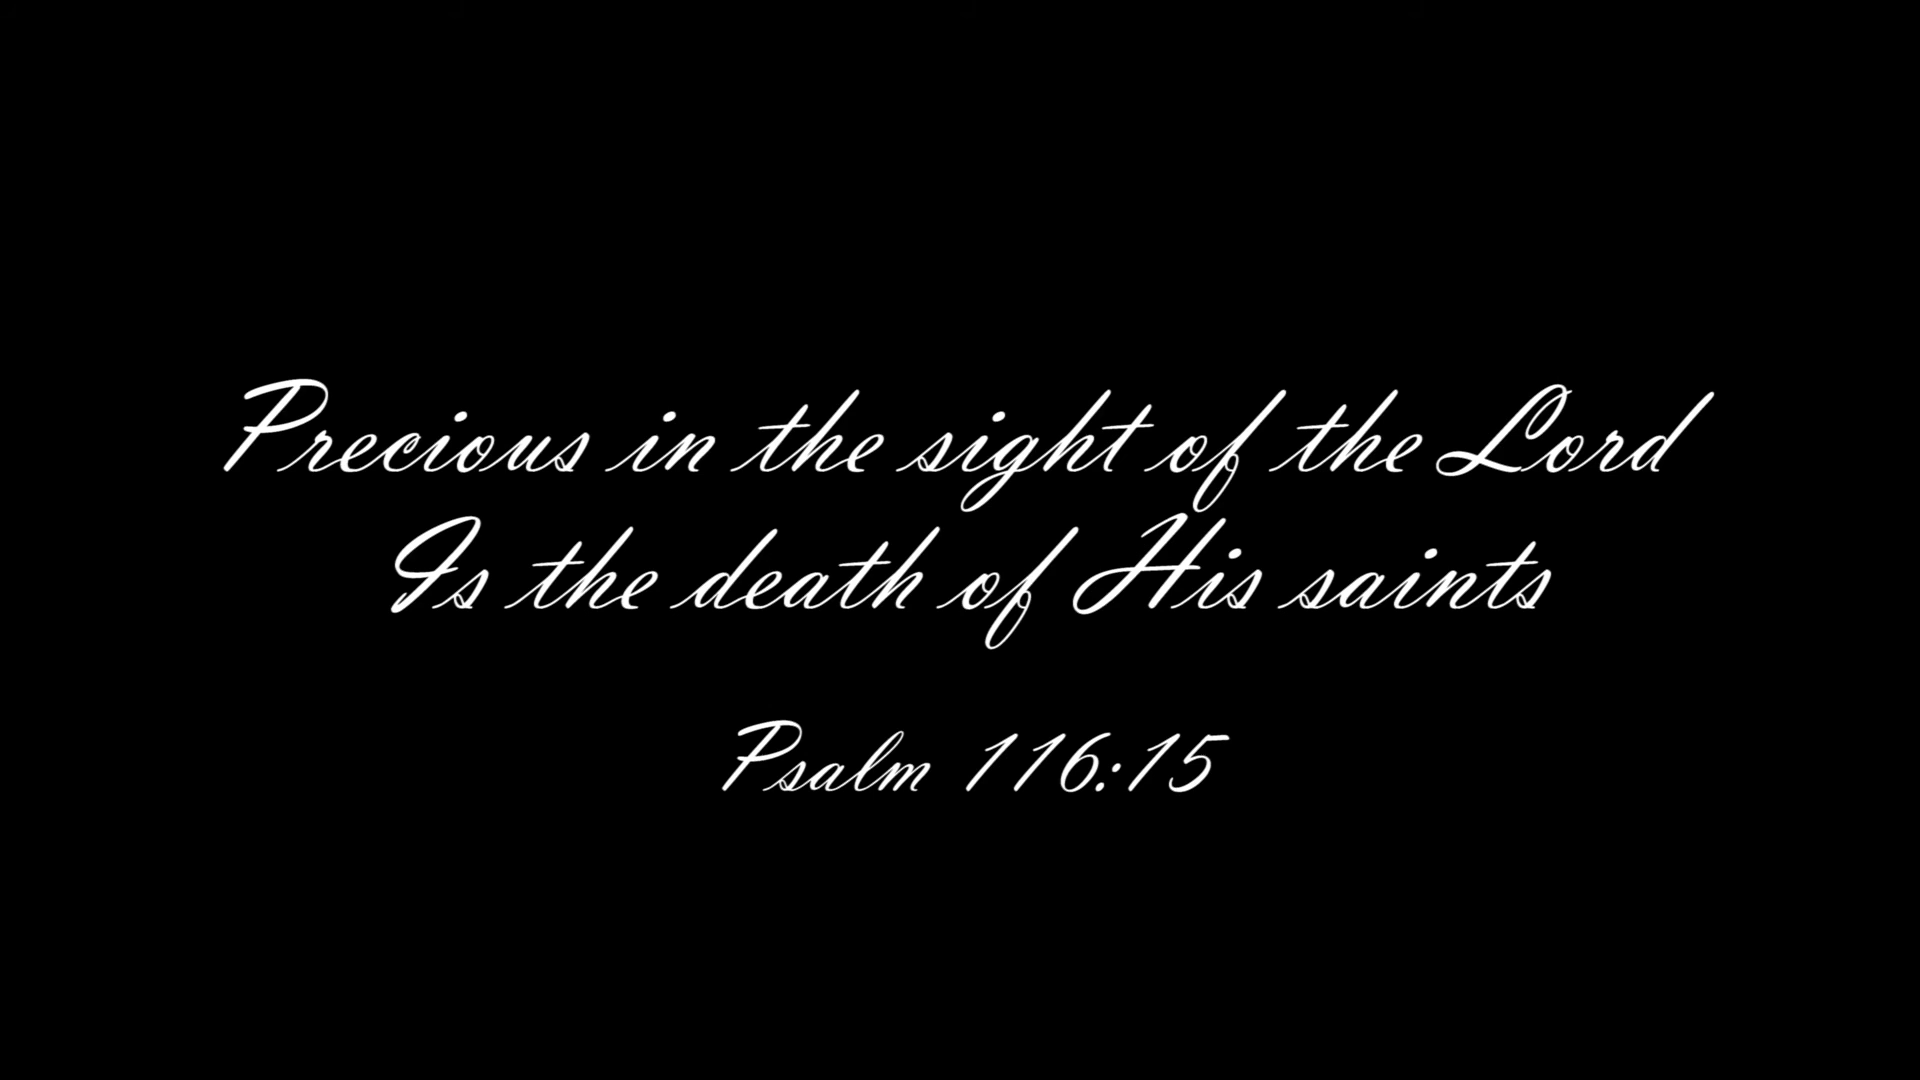 Precious in the sight of the Lord
Is the death of His saints
Psalm 116:15